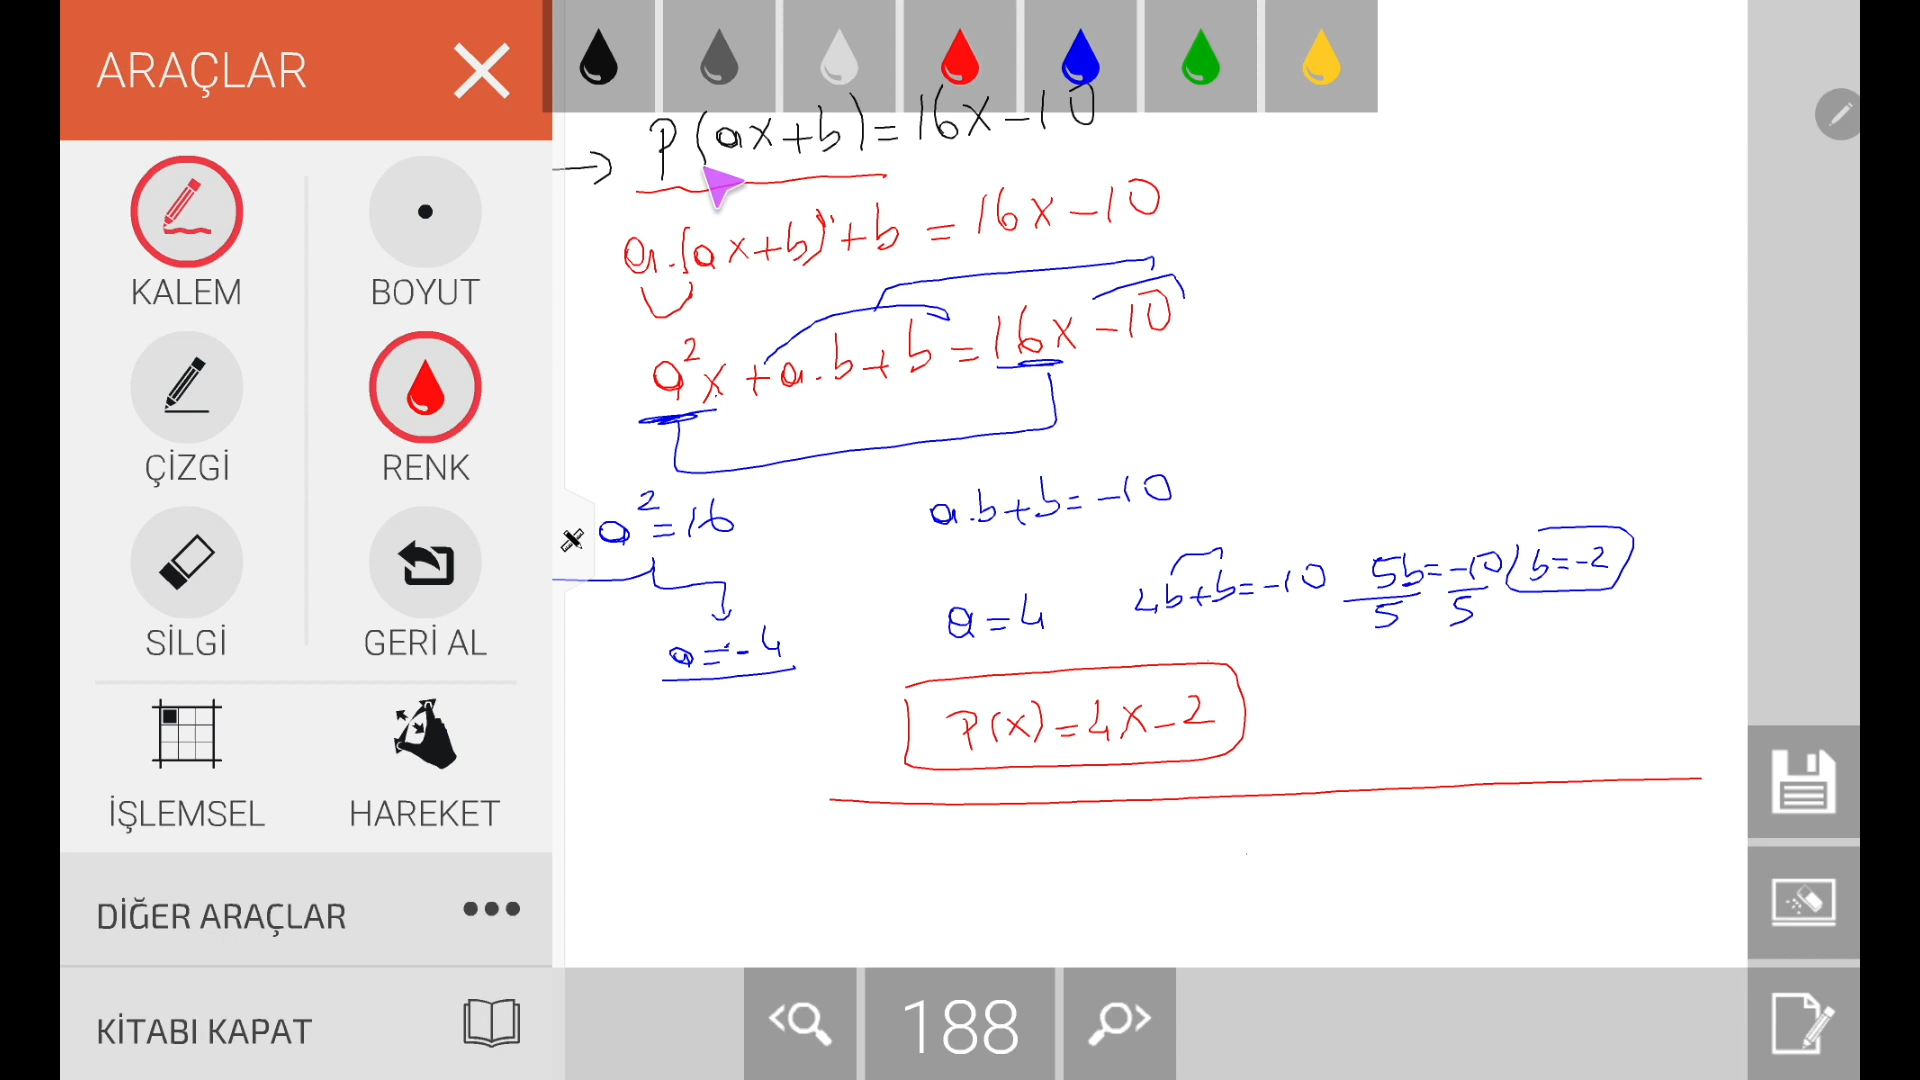 ARAÇLAR
KALEM
BOYUT
ÇİZGİ
RENK
SİLGİ
GERİ AL
İŞLEMSEL
HAREKET
DİĞER ARAÇLAR
KİTABI KAPAT
→ P(ax+b)=16x-10
a.(ax+b)+b=16x-10
a²x+a.b+b=16x-10
a²=16
a.b+b=-10
a=-4
a=4
4b+b=-10
5b/5=-10/5
b=-2
P(x)=4x-2
188